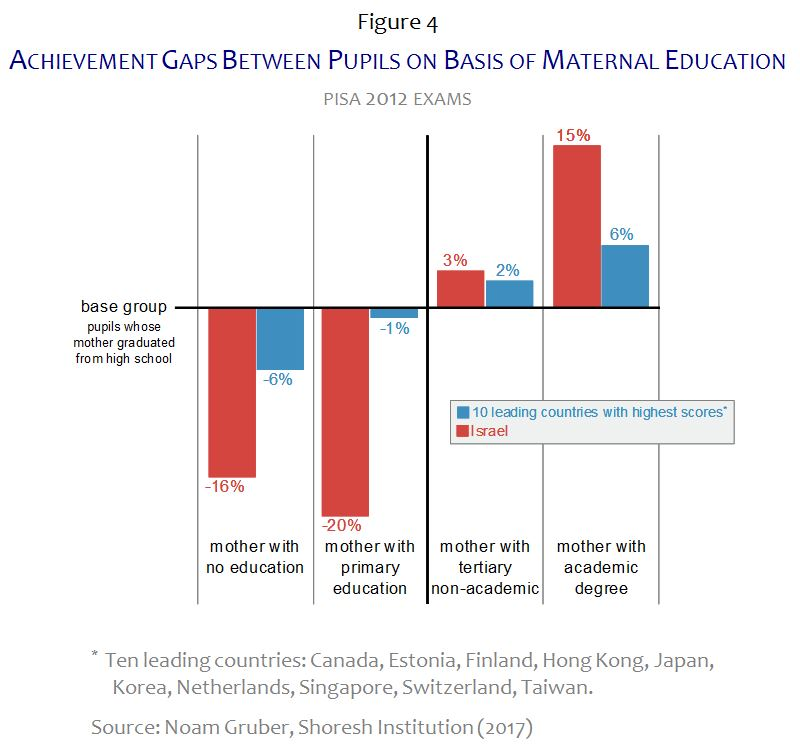 Figure 4
ACHIEVEMENT GAPS BETWEEN PUPILS ON BASIS OF MATERNAL EDUCATION
PISA 2012 EXAMS
15%
6%
3%
2%
base group
pupils whose
mother graduated
from high school
-1%
-6%
10 leading countries with highest scores*
Israel
-16%
-20%
mother with
no education
mother with
primary
education
mother with
tertiary
non-academic
mother with
academic
degree
* Ten leading countries: Canada, Estonia, Finland, Hong Kong, Japan,
Korea, Netherlands, Singapore, Switzerland, Taiwan.
Source: Noam Gruber, Shoresh Institution (2017)